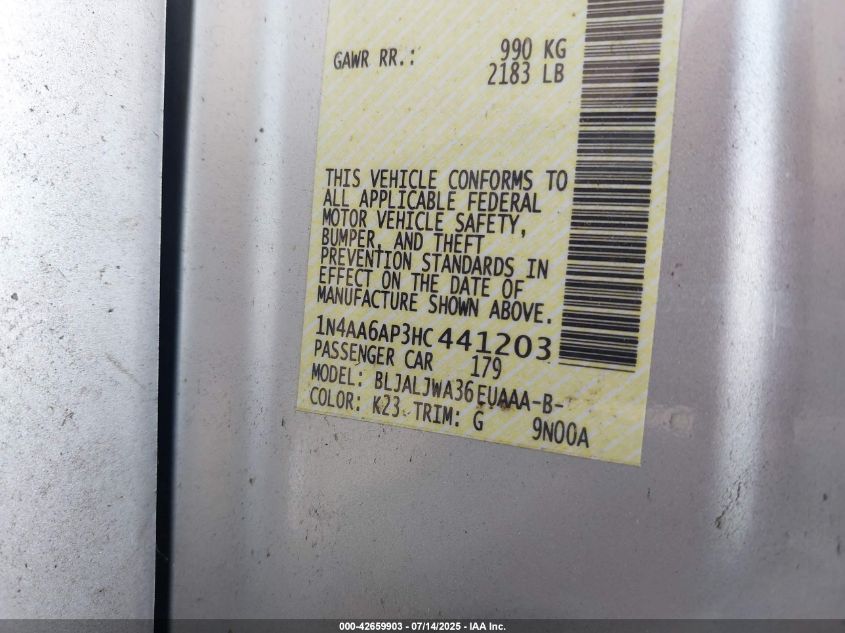 GAWR RR.: 990 KG
2183 LB
THIS VEHICLE CONFORMS TO
ALL APPLICABLE FEDERAL
MOTOR VEHICLE SAFETY,
BUMPER, AND THEFT
PREVENTION STANDARDS IN
EFFECT ON THE DATE OF
MANUFACTURE SHOWN ABOVE.
1N4AA6AP3HC441203
PASSENGER CAR 179
MODEL: BLJALJWA36EUAAA-B-
COLOR: K23 TRIM: G 9N00A
000-42659903 - 07/14/2025 - IAA Inc.